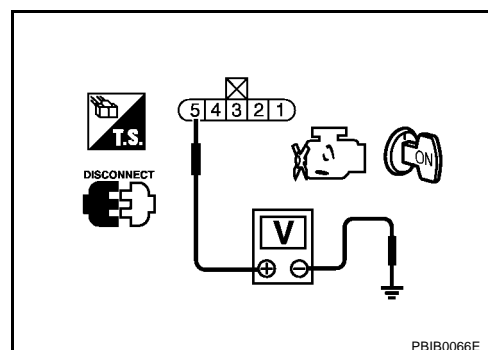 5 4 3 2 1
T.S.
DISCONNECT
ON
V
+ −
PBIB0066E